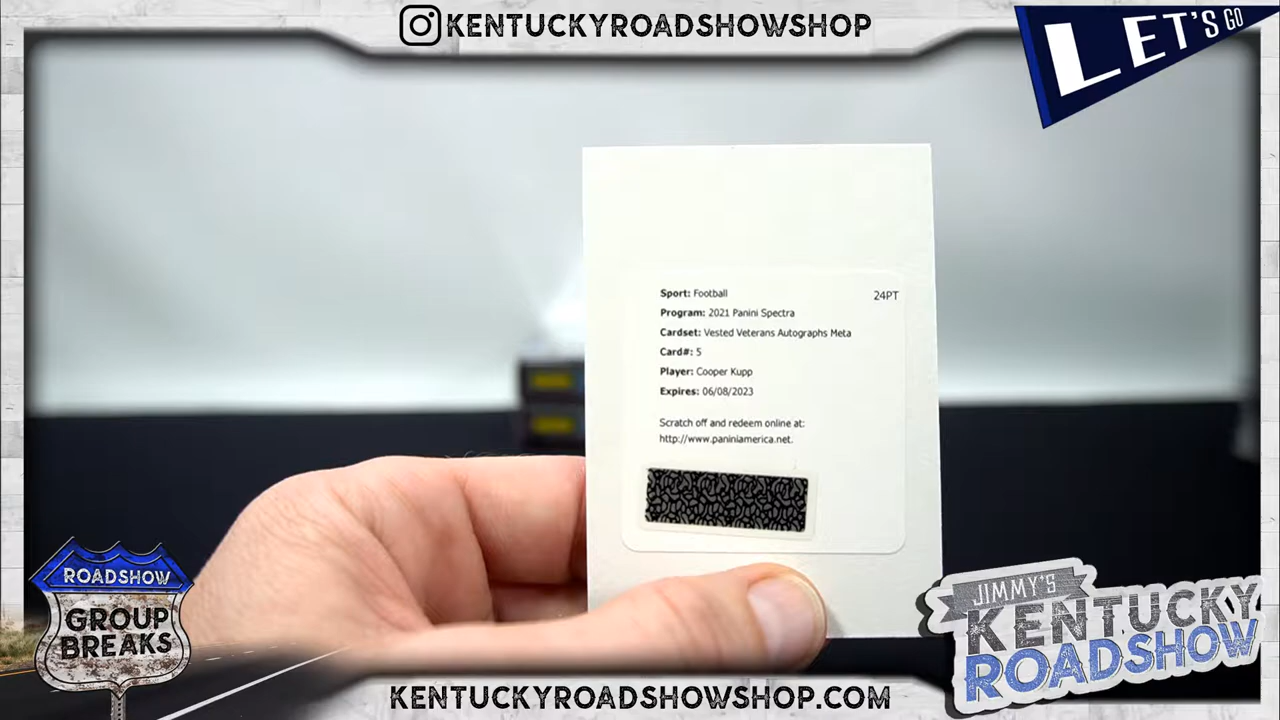 KENTUCKYROADSHOWSHOP
LET'S GO
Sport: Football
24PT
Program: 2021 Panini Spectra
Cardset: Vested Veterans Autographs Meta
Card#: 5
Player: Cooper Kupp
Expires: 06/08/2023
Scratch off and redeem online at:
http://www.paniniamerica.net.
ROADSHOW
GROUP
BREAKS
JIMMY'S
KENTUCKY
ROADSHOW
KENTUCKYROADSHOWSHOP.COM